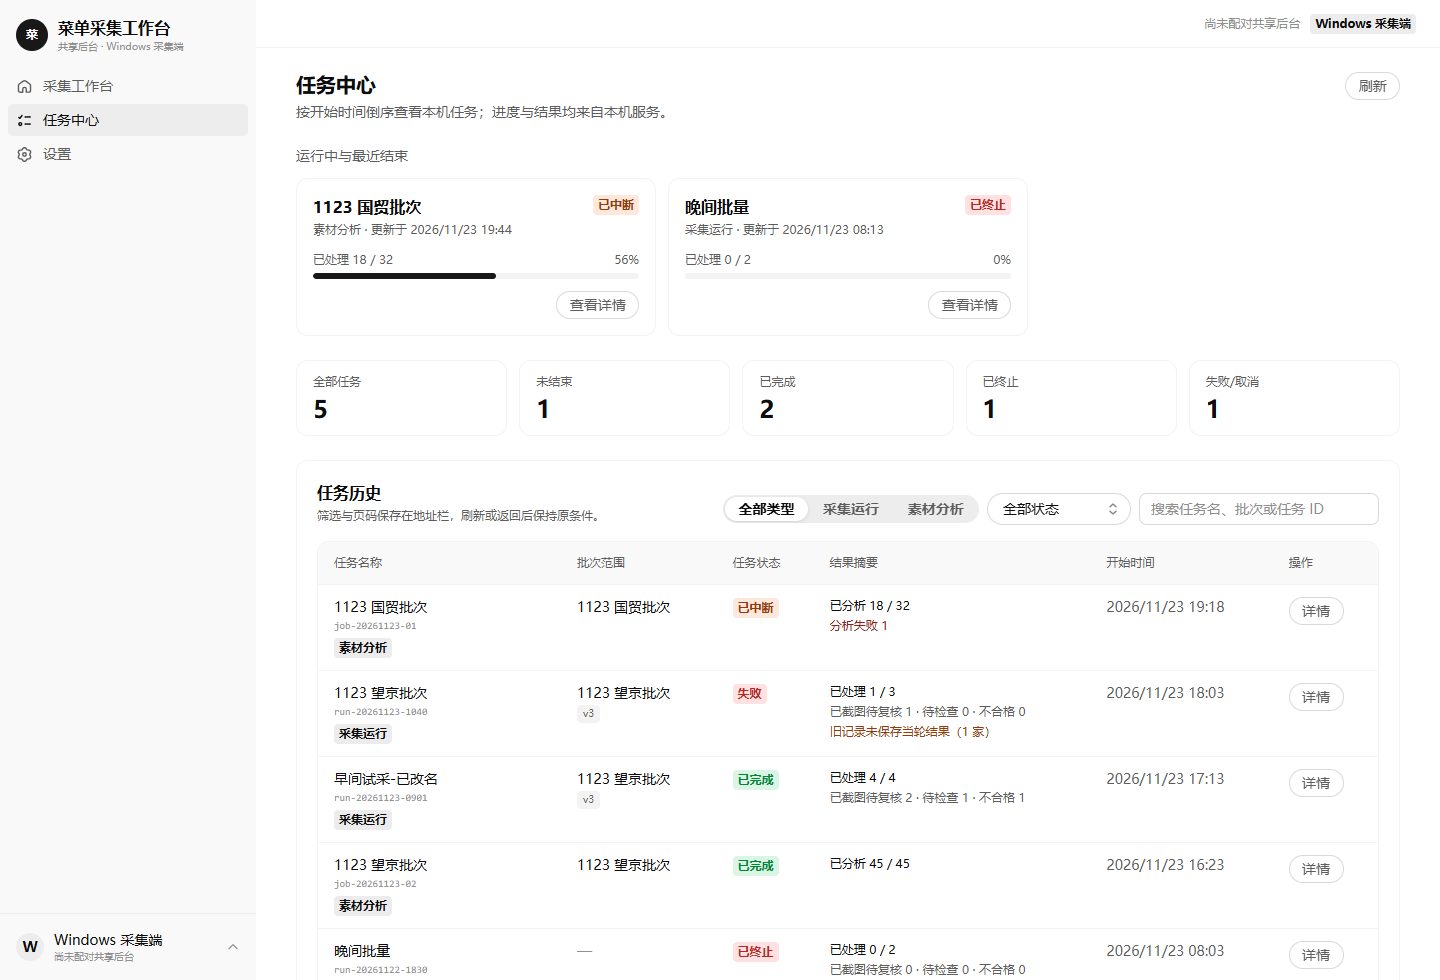 菜
菜单采集工作台
共享后台 · Windows 采集端
采集工作台
任务中心
设置
W
Windows 采集端
尚未配对共享后台
尚未配对共享后台
Windows 采集端
任务中心
刷新
按开始时间倒序查看本机任务；进度与结果均来自本机服务。
运行中与最近结束
1123 国贸批次
已中断
素材分析 · 更新于 2026/11/23 19:44
已处理 18 / 32
56%
查看详情
晚间批量
已终止
采集运行 · 更新于 2026/11/23 08:13
已处理 0 / 2
0%
查看详情
全部任务
5
未结束
1
已完成
2
已终止
1
失败/取消
1
任务历史
筛选与页码保存在地址栏，刷新或返回后保持原条件。
全部类型
采集运行
素材分析
全部状态
搜索任务名、批次或任务 ID
任务名称
批次范围
任务状态
结果摘要
开始时间
操作
1123 国贸批次
job-20261123-01
素材分析
1123 国贸批次
已中断
已分析 18 / 32
分析失败 1
2026/11/23 19:18
详情
1123 望京批次
run-20261123-1040
采集运行
1123 望京批次
v3
失败
已处理 1 / 3
已截图待复核 1 · 待检查 0 · 不合格 0
旧记录未保存当轮结果（1 家）
2026/11/23 18:03
详情
早间试采-已改名
run-20261123-0901
采集运行
1123 望京批次
v3
已完成
已处理 4 / 4
已截图待复核 2 · 待检查 1 · 不合格 1
2026/11/23 17:13
详情
1123 望京批次
job-20261123-02
素材分析
1123 望京批次
已完成
已分析 45 / 45
2026/11/23 16:23
详情
晚间批量
run-20261122-1830
—
已终止
已处理 0 / 2
已截图待复核 0 · 待检查 0 · 不合格 0
2026/11/23 08:03
详情